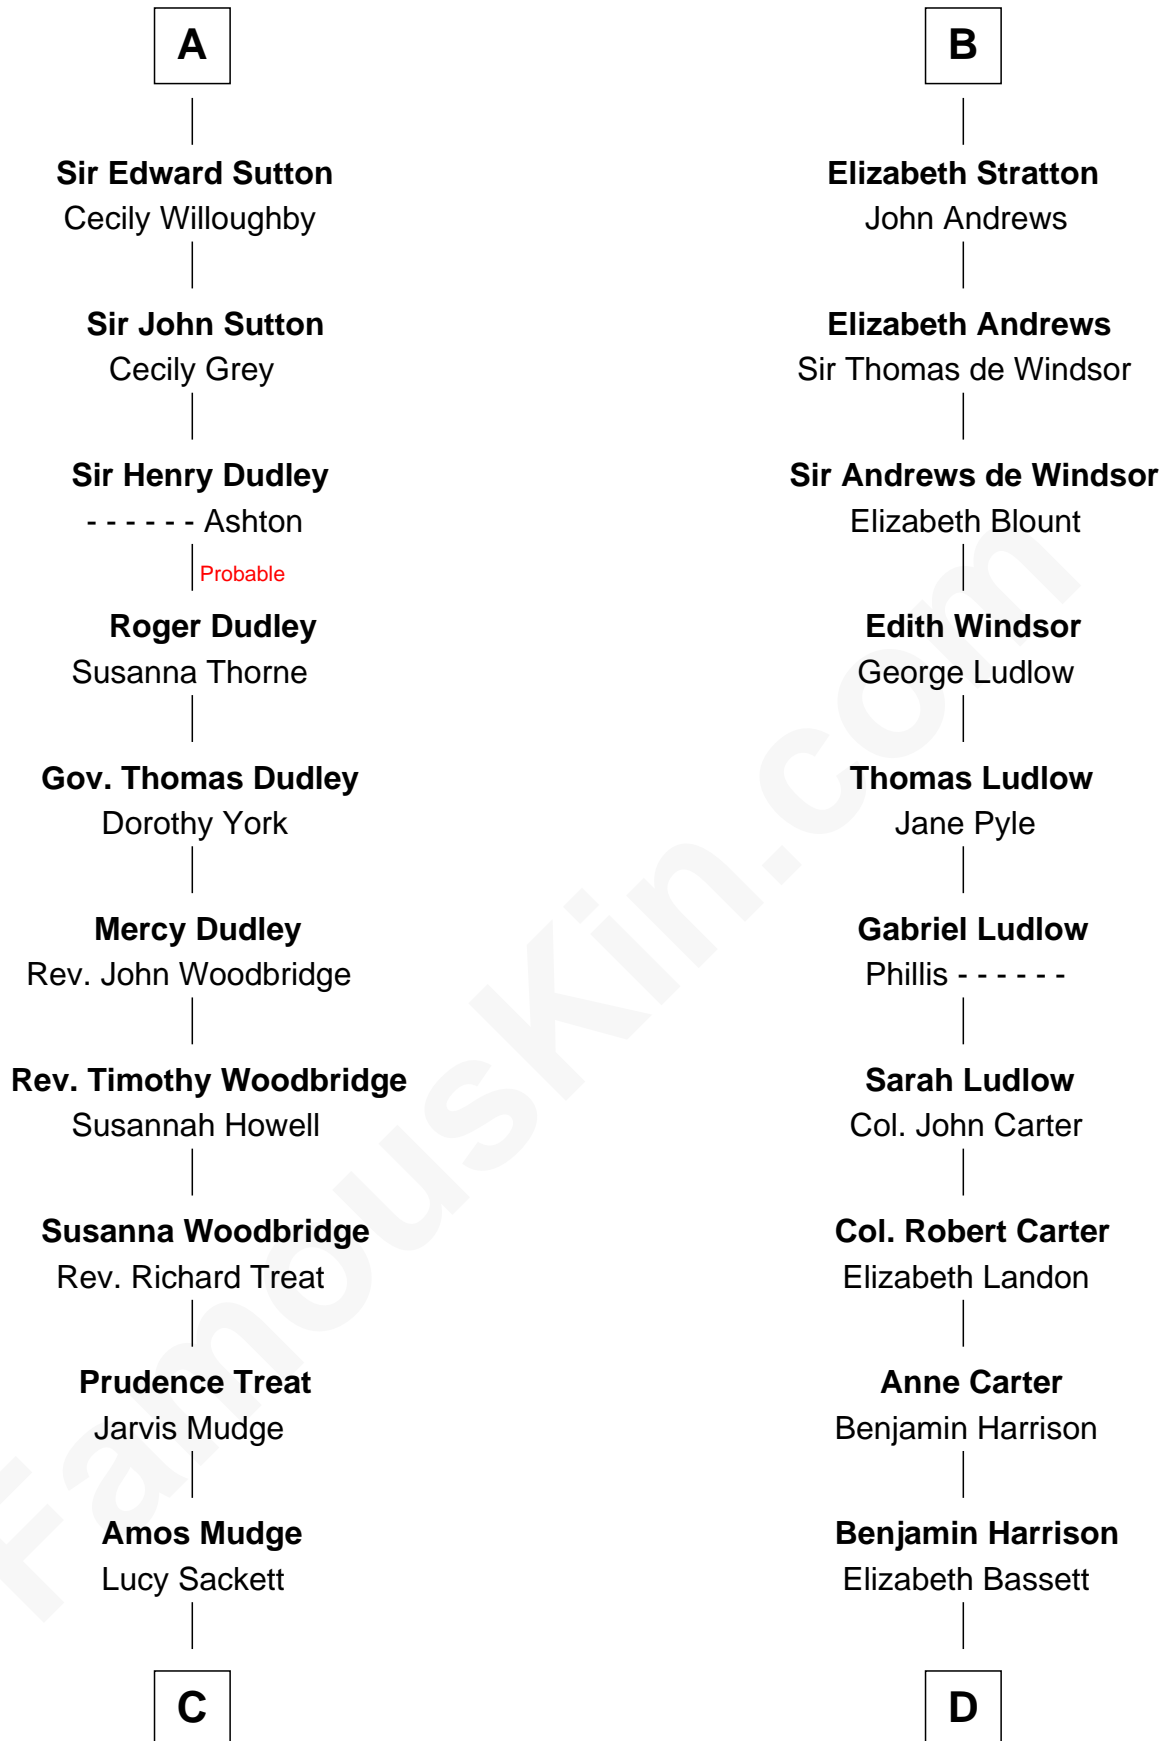 A
Sir Edward Sutton
Cecily Willoughby
Sir John Sutton
Cecily Grey
Sir Henry Dudley
- - - - - - Ashton
Probable
Roger Dudley
Susanna Thorne
Gov. Thomas Dudley
Dorothy York
Mercy Dudley
Rev. John Woodbridge
Rev. Timothy Woodbridge
Susannah Howell
Susanna Woodbridge
Rev. Richard Treat
Prudence Treat
Jarvis Mudge
Amos Mudge
Lucy Sackett
C
B
Elizabeth Stratton
John Andrews
Elizabeth Andrews
Sir Thomas de Windsor
Sir Andrews de Windsor
Elizabeth Blount
Edith Windsor
George Ludlow
Thomas Ludlow
Jane Pyle
Gabriel Ludlow
Phillis - - - - - -
Sarah Ludlow
Col. John Carter
Col. Robert Carter
Elizabeth Landon
Anne Carter
Benjamin Harrison
Benjamin Harrison
Elizabeth Bassett
D
FamousKin.com